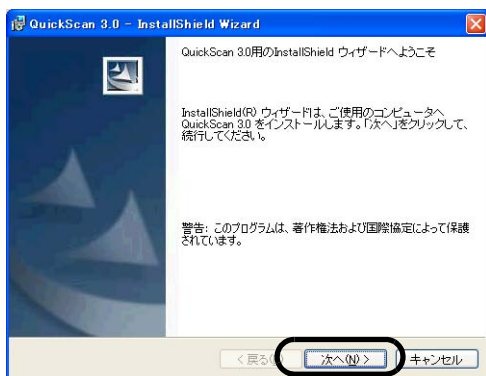 QuickScan 3.0 - InstallShield Wizard
QuickScan 3.0用のInstallShield ウィザードへようこそ
InstallShield(R) ウィザードは、ご使用のコンピュータへ
QuickScan 3.0 をインストールします。「次へ」をクリックして、
続行してください。
警告: このプログラムは、著作権法および国際協定によって保護
されています。
< 戻る(
次へ(N) >
キャンセル